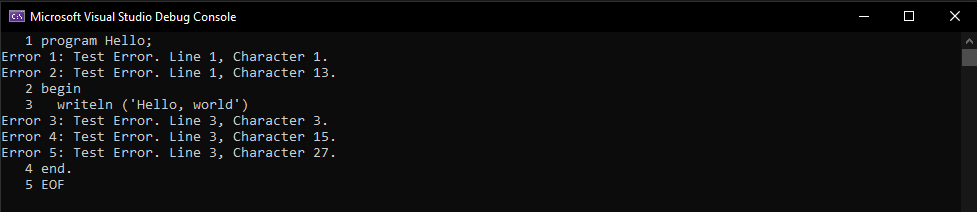 Microsoft Visual Studio Debug Console
1 program Hello;
Error 1: Test Error. Line 1, Character 1.
Error 2: Test Error. Line 1, Character 13.
2 begin
3   writeln ('Hello, world')
Error 3: Test Error. Line 3, Character 3.
Error 4: Test Error. Line 3, Character 15.
Error 5: Test Error. Line 3, Character 27.
4 end.
5 EOF